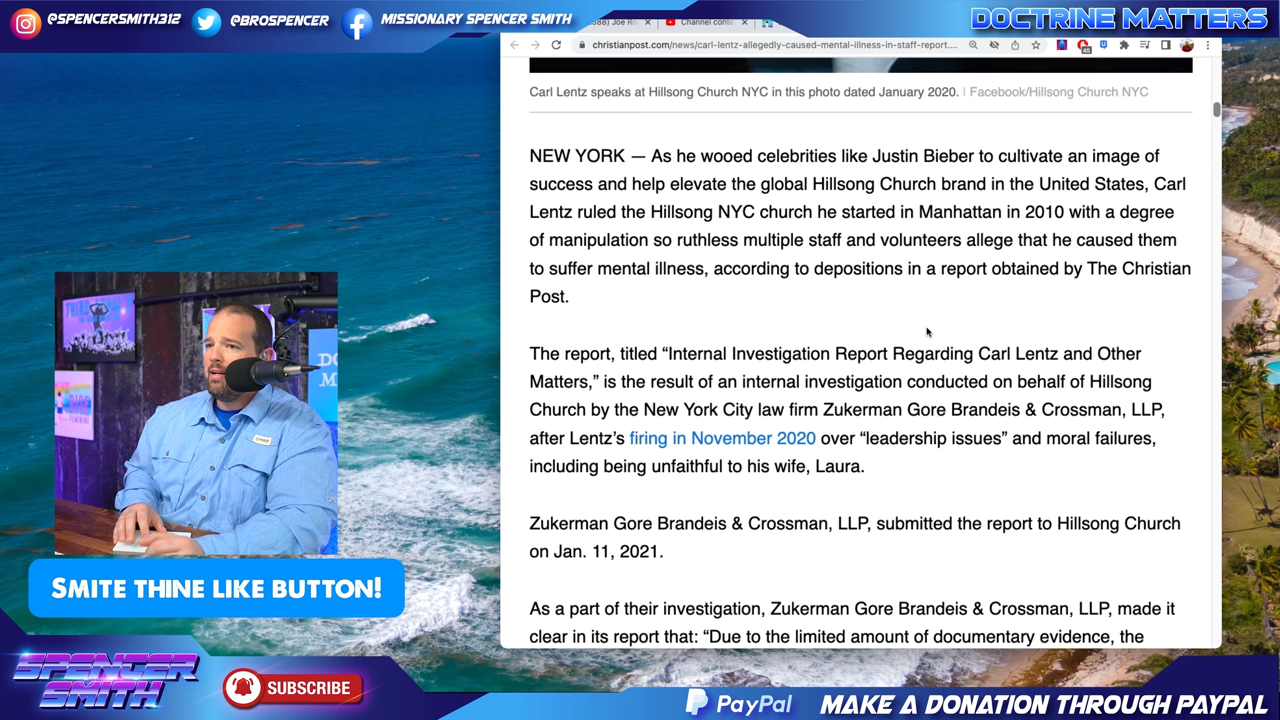 @SPENCERSMITH312
@BROSPENCER
MISSIONARY SPENCER SMITH
DOCTRINE MATTERS
Joe
Channel conte
christianpost.com/news/carl-lentz-allegedly-caused-mental-illness-in-staff-report....
Carl Lentz speaks at Hillsong Church NYC in this photo dated January 2020. | Facebook/Hillsong Church NYC
NEW YORK — As he wooed celebrities like Justin Bieber to cultivate an image of
success and help elevate the global Hillsong Church brand in the United States, Carl
Lentz ruled the Hillsong NYC church he started in Manhattan in 2010 with a degree
of manipulation so ruthless multiple staff and volunteers allege that he caused them
to suffer mental illness, according to depositions in a report obtained by The Christian
Post.
The report, titled “Internal Investigation Report Regarding Carl Lentz and Other
Matters,” is the result of an internal investigation conducted on behalf of Hillsong
Church by the New York City law firm Zukerman Gore Brandeis & Crossman, LLP,
after Lentz’s firing in November 2020 over “leadership issues” and moral failures,
including being unfaithful to his wife, Laura.
Zukerman Gore Brandeis & Crossman, LLP, submitted the report to Hillsong Church
on Jan. 11, 2021.
As a part of their investigation, Zukerman Gore Brandeis & Crossman, LLP, made it
clear in its report that: “Due to the limited amount of documentary evidence, the
SMITE THINE LIKE BUTTON!
SPENCER
SMITH
SUBSCRIBE
PayPal
MAKE A DONATION THROUGH PAYPAL